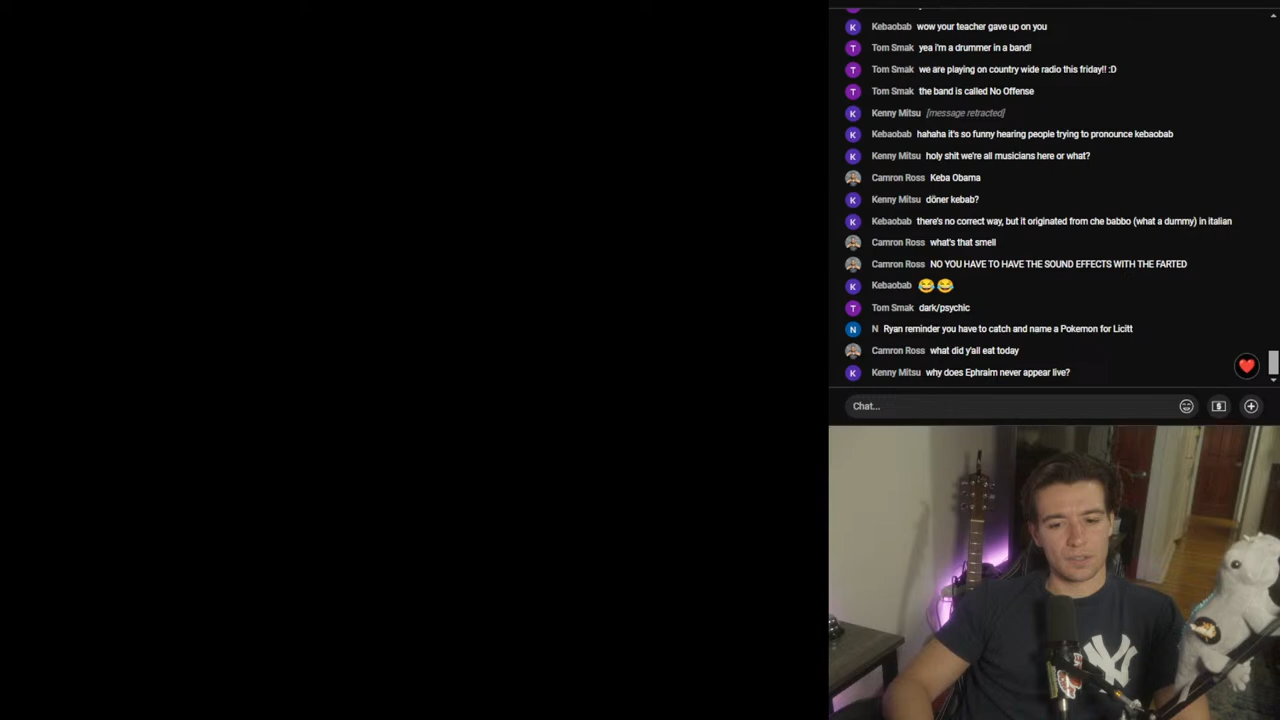 Kebaobab wow your teacher gave up on you
Tom Smak yea i'm a drummer in a band!
Tom Smak we are playing on country wide radio this friday!! :D
Tom Smak the band is called No Offense
Kenny Mitsu [message retracted]
Kebaobab hahaha it's so funny hearing people trying to pronounce kebaobab
Kenny Mitsu holy shit we're all musicians here or what?
Camron Ross Keba Obama
Kenny Mitsu döner kebab?
Kebaobab there's no correct way, but it originated from che babbo (what a dummy) in italian
Camron Ross what's that smell
Camron Ross NO YOU HAVE TO HAVE THE SOUND EFFECTS WITH THE FARTED
Kebaobab 😂😂
Tom Smak dark/psychic
N Ryan reminder you have to catch and name a Pokemon for Licitt
Camron Ross what did y'all eat today
Kenny Mitsu why does Ephraim never appear live?
Chat...